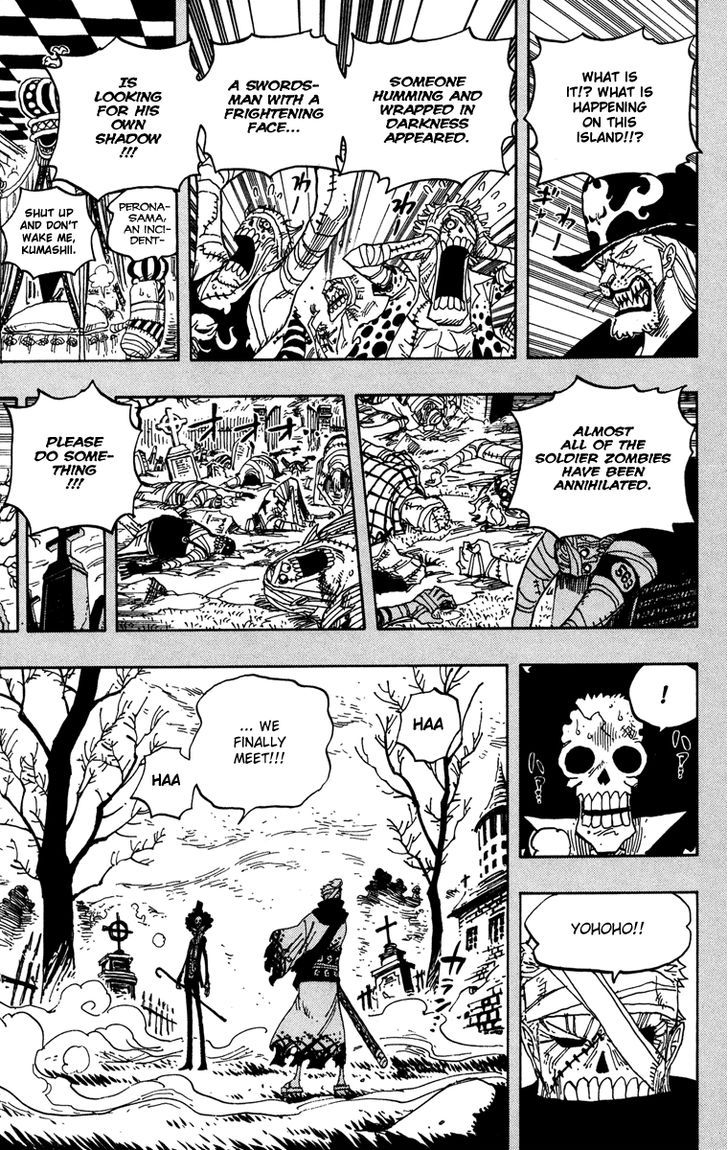 WHAT IS
IT!? WHAT IS
HAPPENING
ON THIS
ISLAND!!?
SOMEONE
HUMMING AND
WRAPPED IN
DARKNESS
APPEARED.
A SWORDS-
MAN WITH A
FRIGHTENING
FACE...
IS
LOOKING
FOR HIS
OWN
SHADOW
!!!
PERONA-
SAMA,
AN INCI-
DENT-
SHUT UP
AND DON'T
WAKE ME,
KUMASHII.
ALMOST
ALL OF THE
SOLDIER ZOMBIES
HAVE BEEN
ANNIHILATED.
PLEASE
DO SOME-
THING
!!!
!
HAA
... WE
FINALLY
MEET!!!
HAA
YOHOHO!!